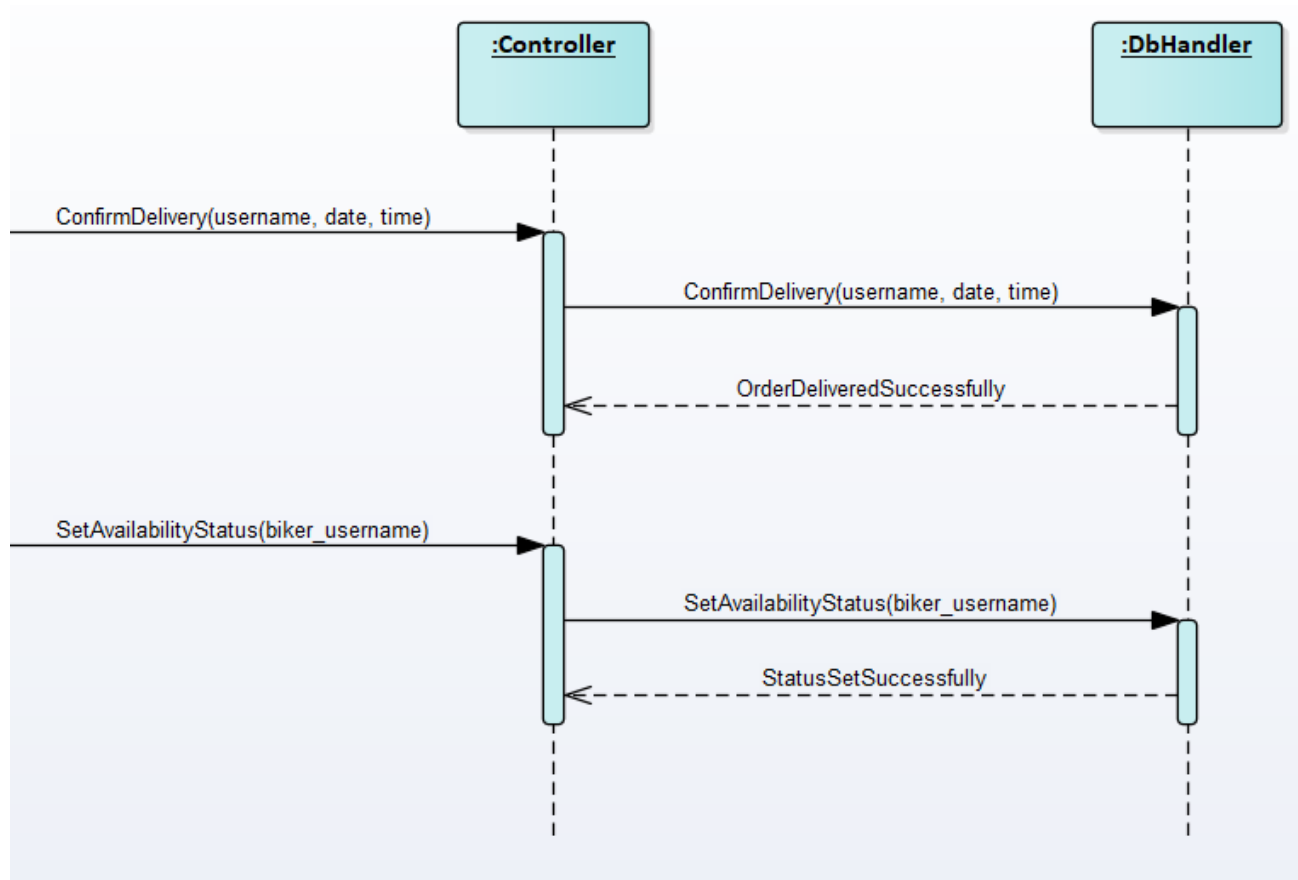 :Controller
:DbHandler
ConfirmDelivery(username, date, time)
ConfirmDelivery(username, date, time)
OrderDeliveredSuccessfully
SetAvailabilityStatus(biker_username)
SetAvailabilityStatus(biker_username)
StatusSetSuccessfully